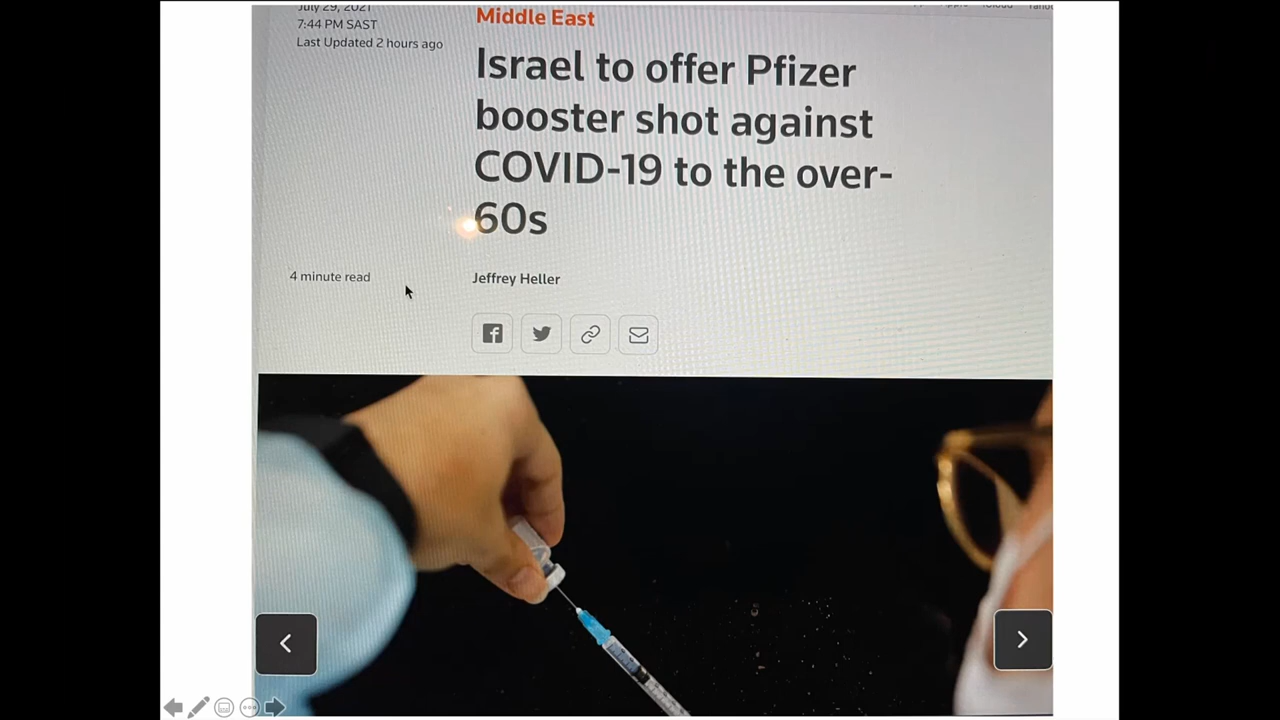 July 29, 2021
7:44 PM SAST
Last Updated 2 hours ago
Middle East
Israel to offer Pfizer
booster shot against
COVID-19 to the over-
60s
4 minute read
Jeffrey Heller